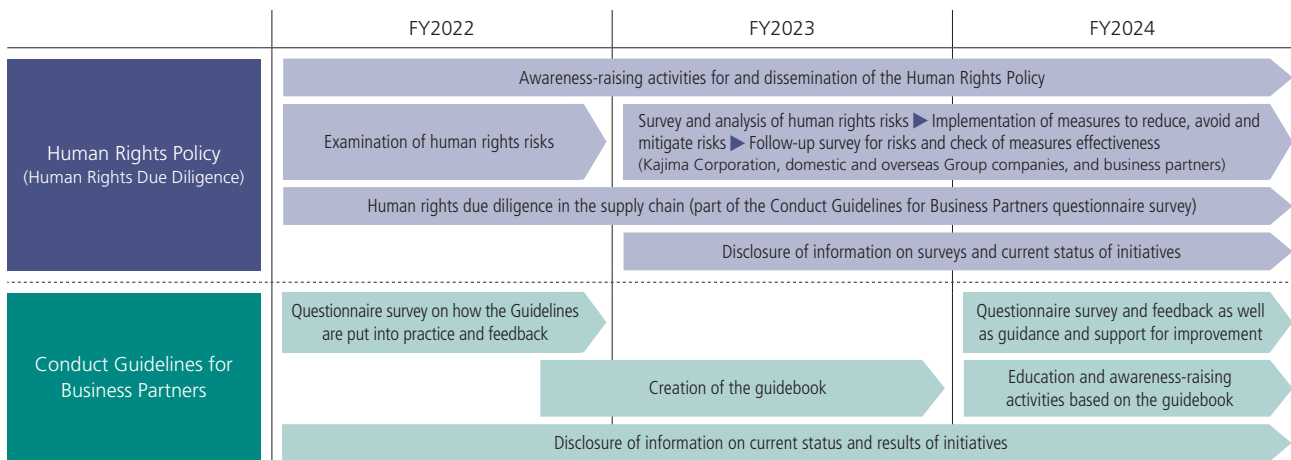 FY2022
FY2023
FY2024
Human Rights Policy
(Human Rights Due Diligence)
Awareness-raising activities for and dissemination of the Human Rights Policy
Examination of human rights risks
Survey and analysis of human rights risks ▶ Implementation of measures to reduce, avoid and
mitigate risks ▶ Follow-up survey for risks and check of measures effectiveness
(Kajima Corporation, domestic and overseas Group companies, and business partners)
Human rights due diligence in the supply chain (part of the Conduct Guidelines for Business Partners questionnaire survey)
Disclosure of information on surveys and current status of initiatives
Conduct Guidelines for
Business Partners
Questionnaire survey on how the Guidelines
are put into practice and feedback
Questionnaire survey and feedback as well
as guidance and support for improvement
Creation of the guidebook
Education and awareness-raising
activities based on the guidebook
Disclosure of information on current status and results of initiatives